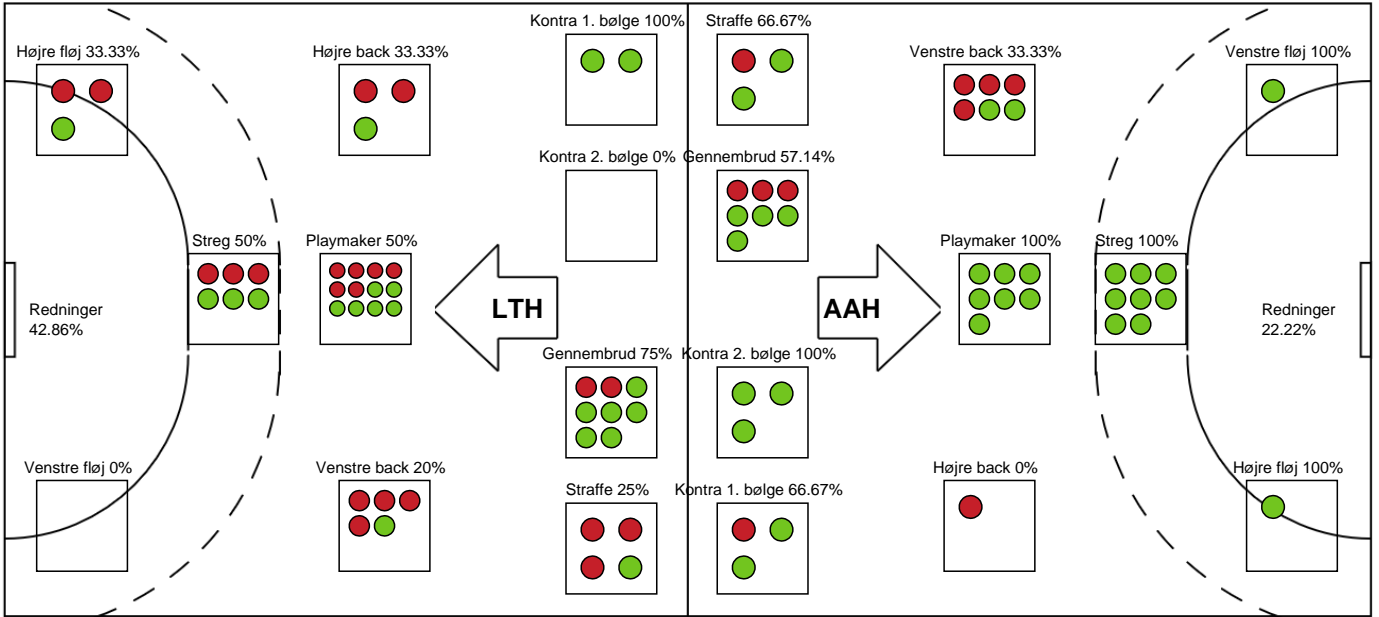 Kontra 1. bølge 100%
Straffe 66.67%
Højre fløj 33.33%
Højre back 33.33%
Venstre back 33.33%
Venstre fløj 100%
Kontra 2. bølge 0%
Gennembrud 57.14%
Streg 50%
Playmaker 50%
Playmaker 100%
Streg 100%
Redninger
42.86%
LTH
AAH
Redninger
22.22%
Gennembrud 75%
Kontra 2. bølge 100%
Venstre fløj 0%
Venstre back 20%
Straffe 25%
Kontra 1. bølge 66.67%
Højre back 0%
Højre fløj 100%